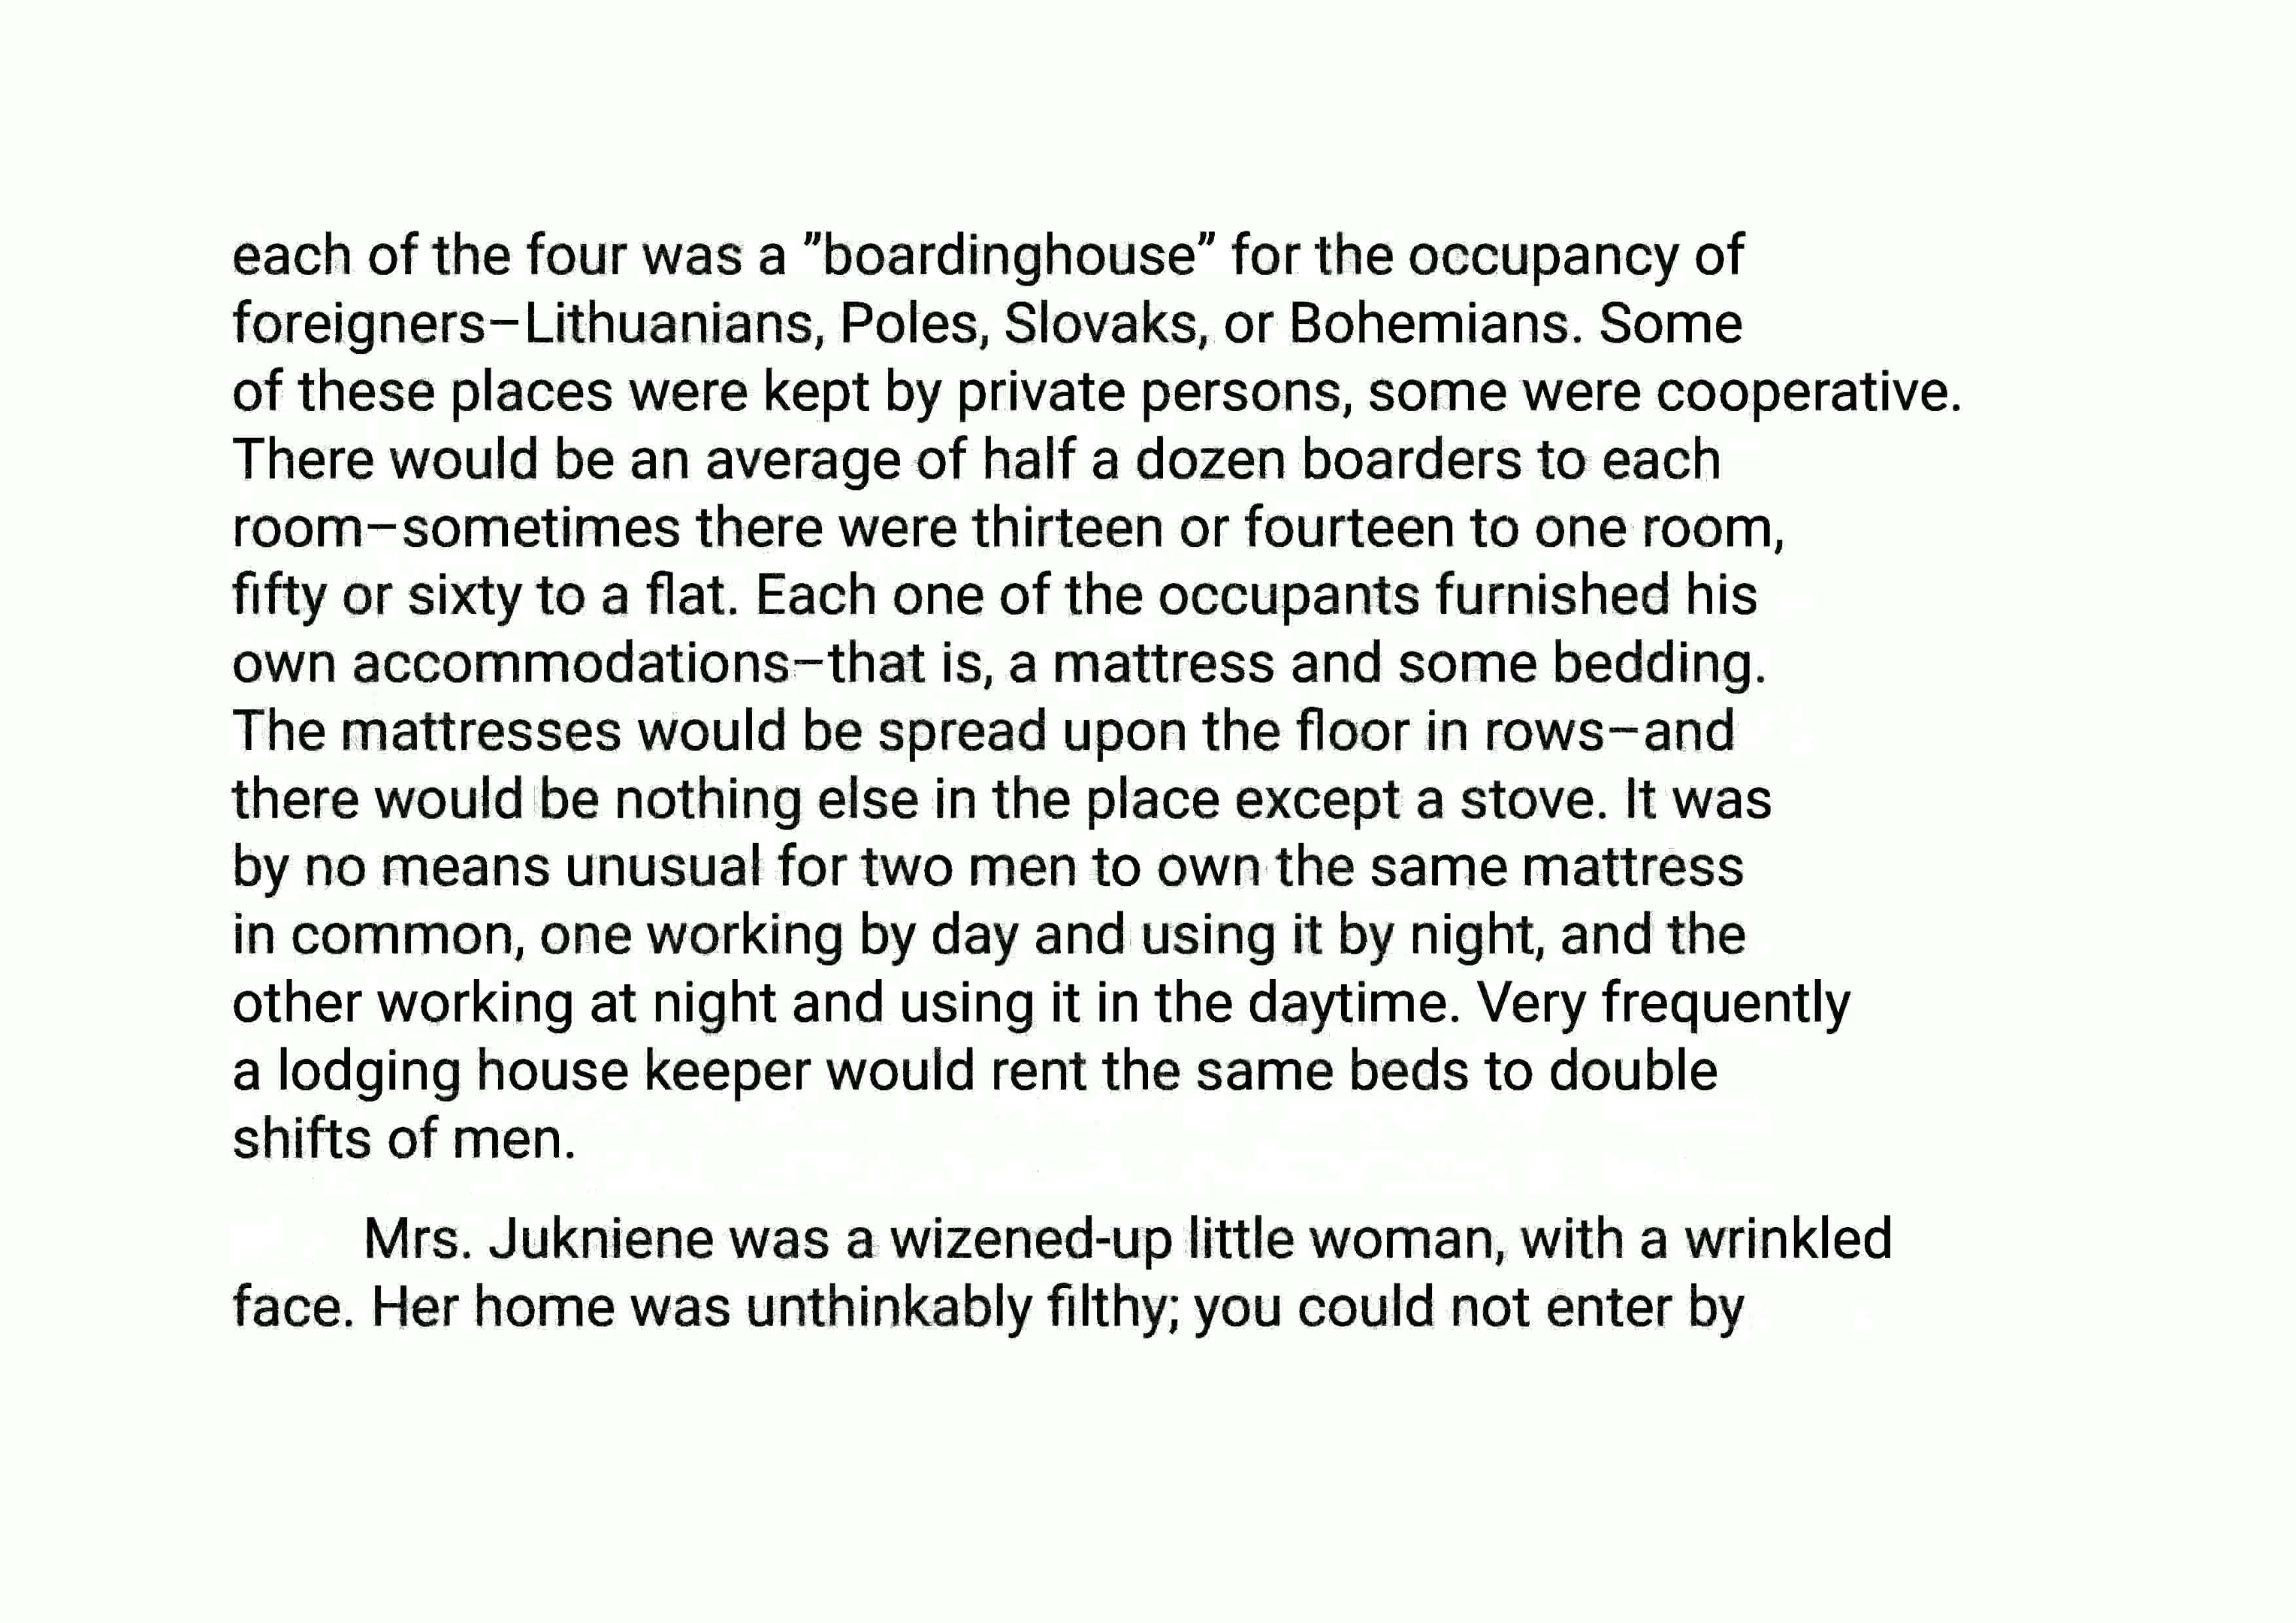 each of the four was a ”boardinghouse” for the occupancy of
foreigners–Lithuanians, Poles, Slovaks, or Bohemians. Some
of these places were kept by private persons, some were cooperative.
There would be an average of half a dozen boarders to each
room–sometimes there were thirteen or fourteen to one room,
fifty or sixty to a flat. Each one of the occupants furnished his
own accommodations–that is, a mattress and some bedding.
The mattresses would be spread upon the floor in rows–and
there would be nothing else in the place except a stove. It was
by no means unusual for two men to own the same mattress
in common, one working by day and using it by night, and the
other working at night and using it in the daytime. Very frequently
a lodging house keeper would rent the same beds to double
shifts of men.
Mrs. Jukniene was a wizened-up little woman, with a wrinkled
face. Her home was unthinkably filthy; you could not enter by